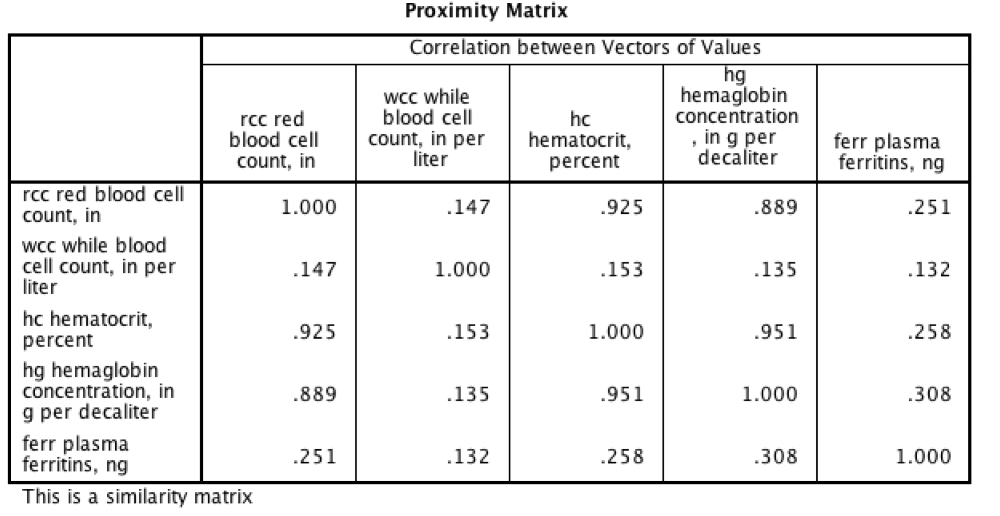 Proximity Matrix
Correlation between Vectors of Values
rcc red
blood cell
count, in
wcc while
blood cell
count, in per
liter
hc
hematocrit,
percent
hg
hemaglobin
concentration
, in g per
decaliter
ferr plasma
ferritins, ng
rcc red blood cell
count, in
1.000 .147 .925 .889 .251
wcc while blood
cell count, in per
liter
.147 1.000 .153 .135 .132
hc hematocrit,
percent
.925 .153 1.000 .951 .258
hg hemaglobin
concentration, in
g per decaliter
.889 .135 .951 1.000 .308
ferr plasma
ferritins, ng
.251 .132 .258 .308 1.000
This is a similarity matrix